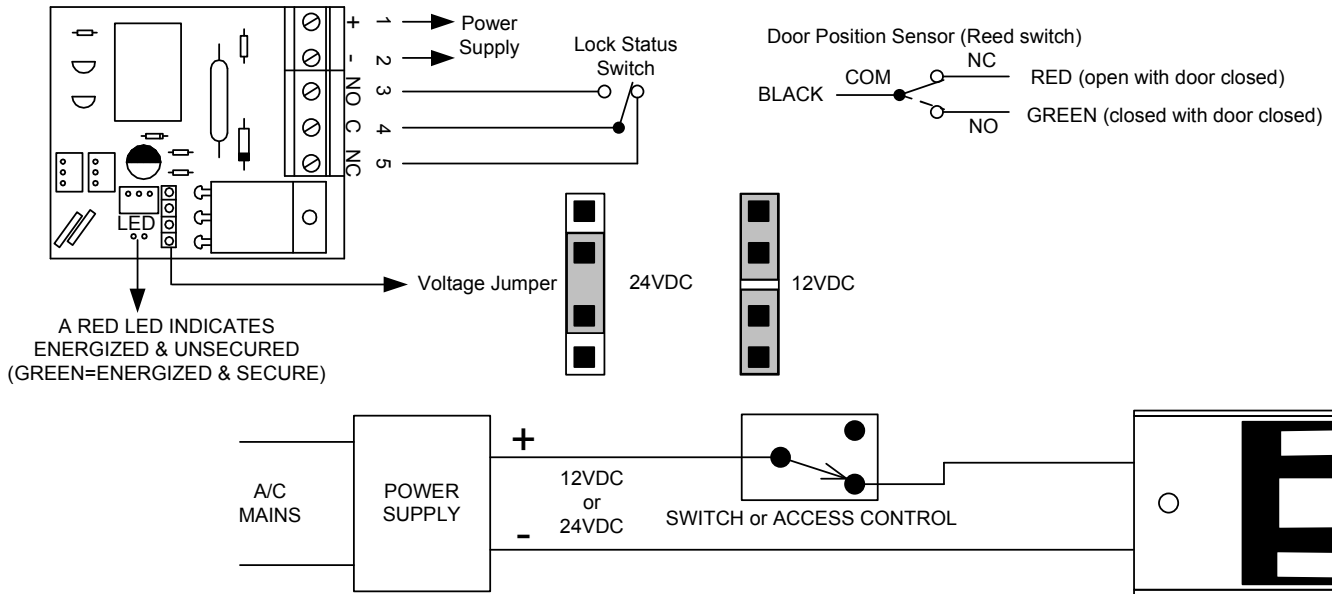 + 1 Power
- 2 Supply
NO 3
C 4
NC 5
Lock Status
Switch
Door Position Sensor (Reed switch)
NC
COM
RED (open with door closed)
BLACK
GREEN (closed with door closed)
NO
LED
Voltage Jumper
24VDC
12VDC
A RED LED INDICATES
ENERGIZED & UNSECURED
(GREEN=ENERGIZED & SECURE)
A/C
MAINS
POWER
SUPPLY
+
12VDC
or
24VDC
-
SWITCH or ACCESS CONTROL